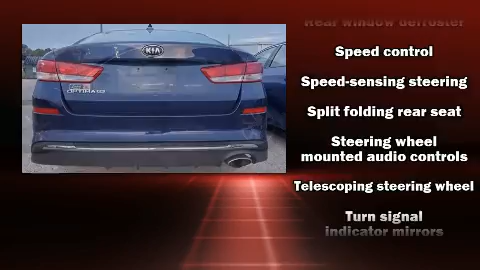 Rear window defroster
Speed control
Speed-sensing steering
Split folding rear seat
Steering wheel
mounted audio controls
Telescoping steering wheel
Turn signal
indicator mirrors
KIA
OPTIMA